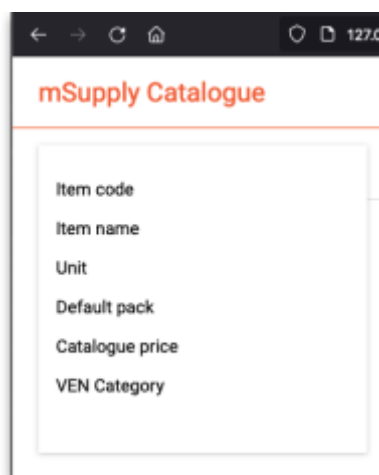 127.0
mSupply Catalogue
Item code
Item name
Unit
Default pack
Catalogue price
VEN Category